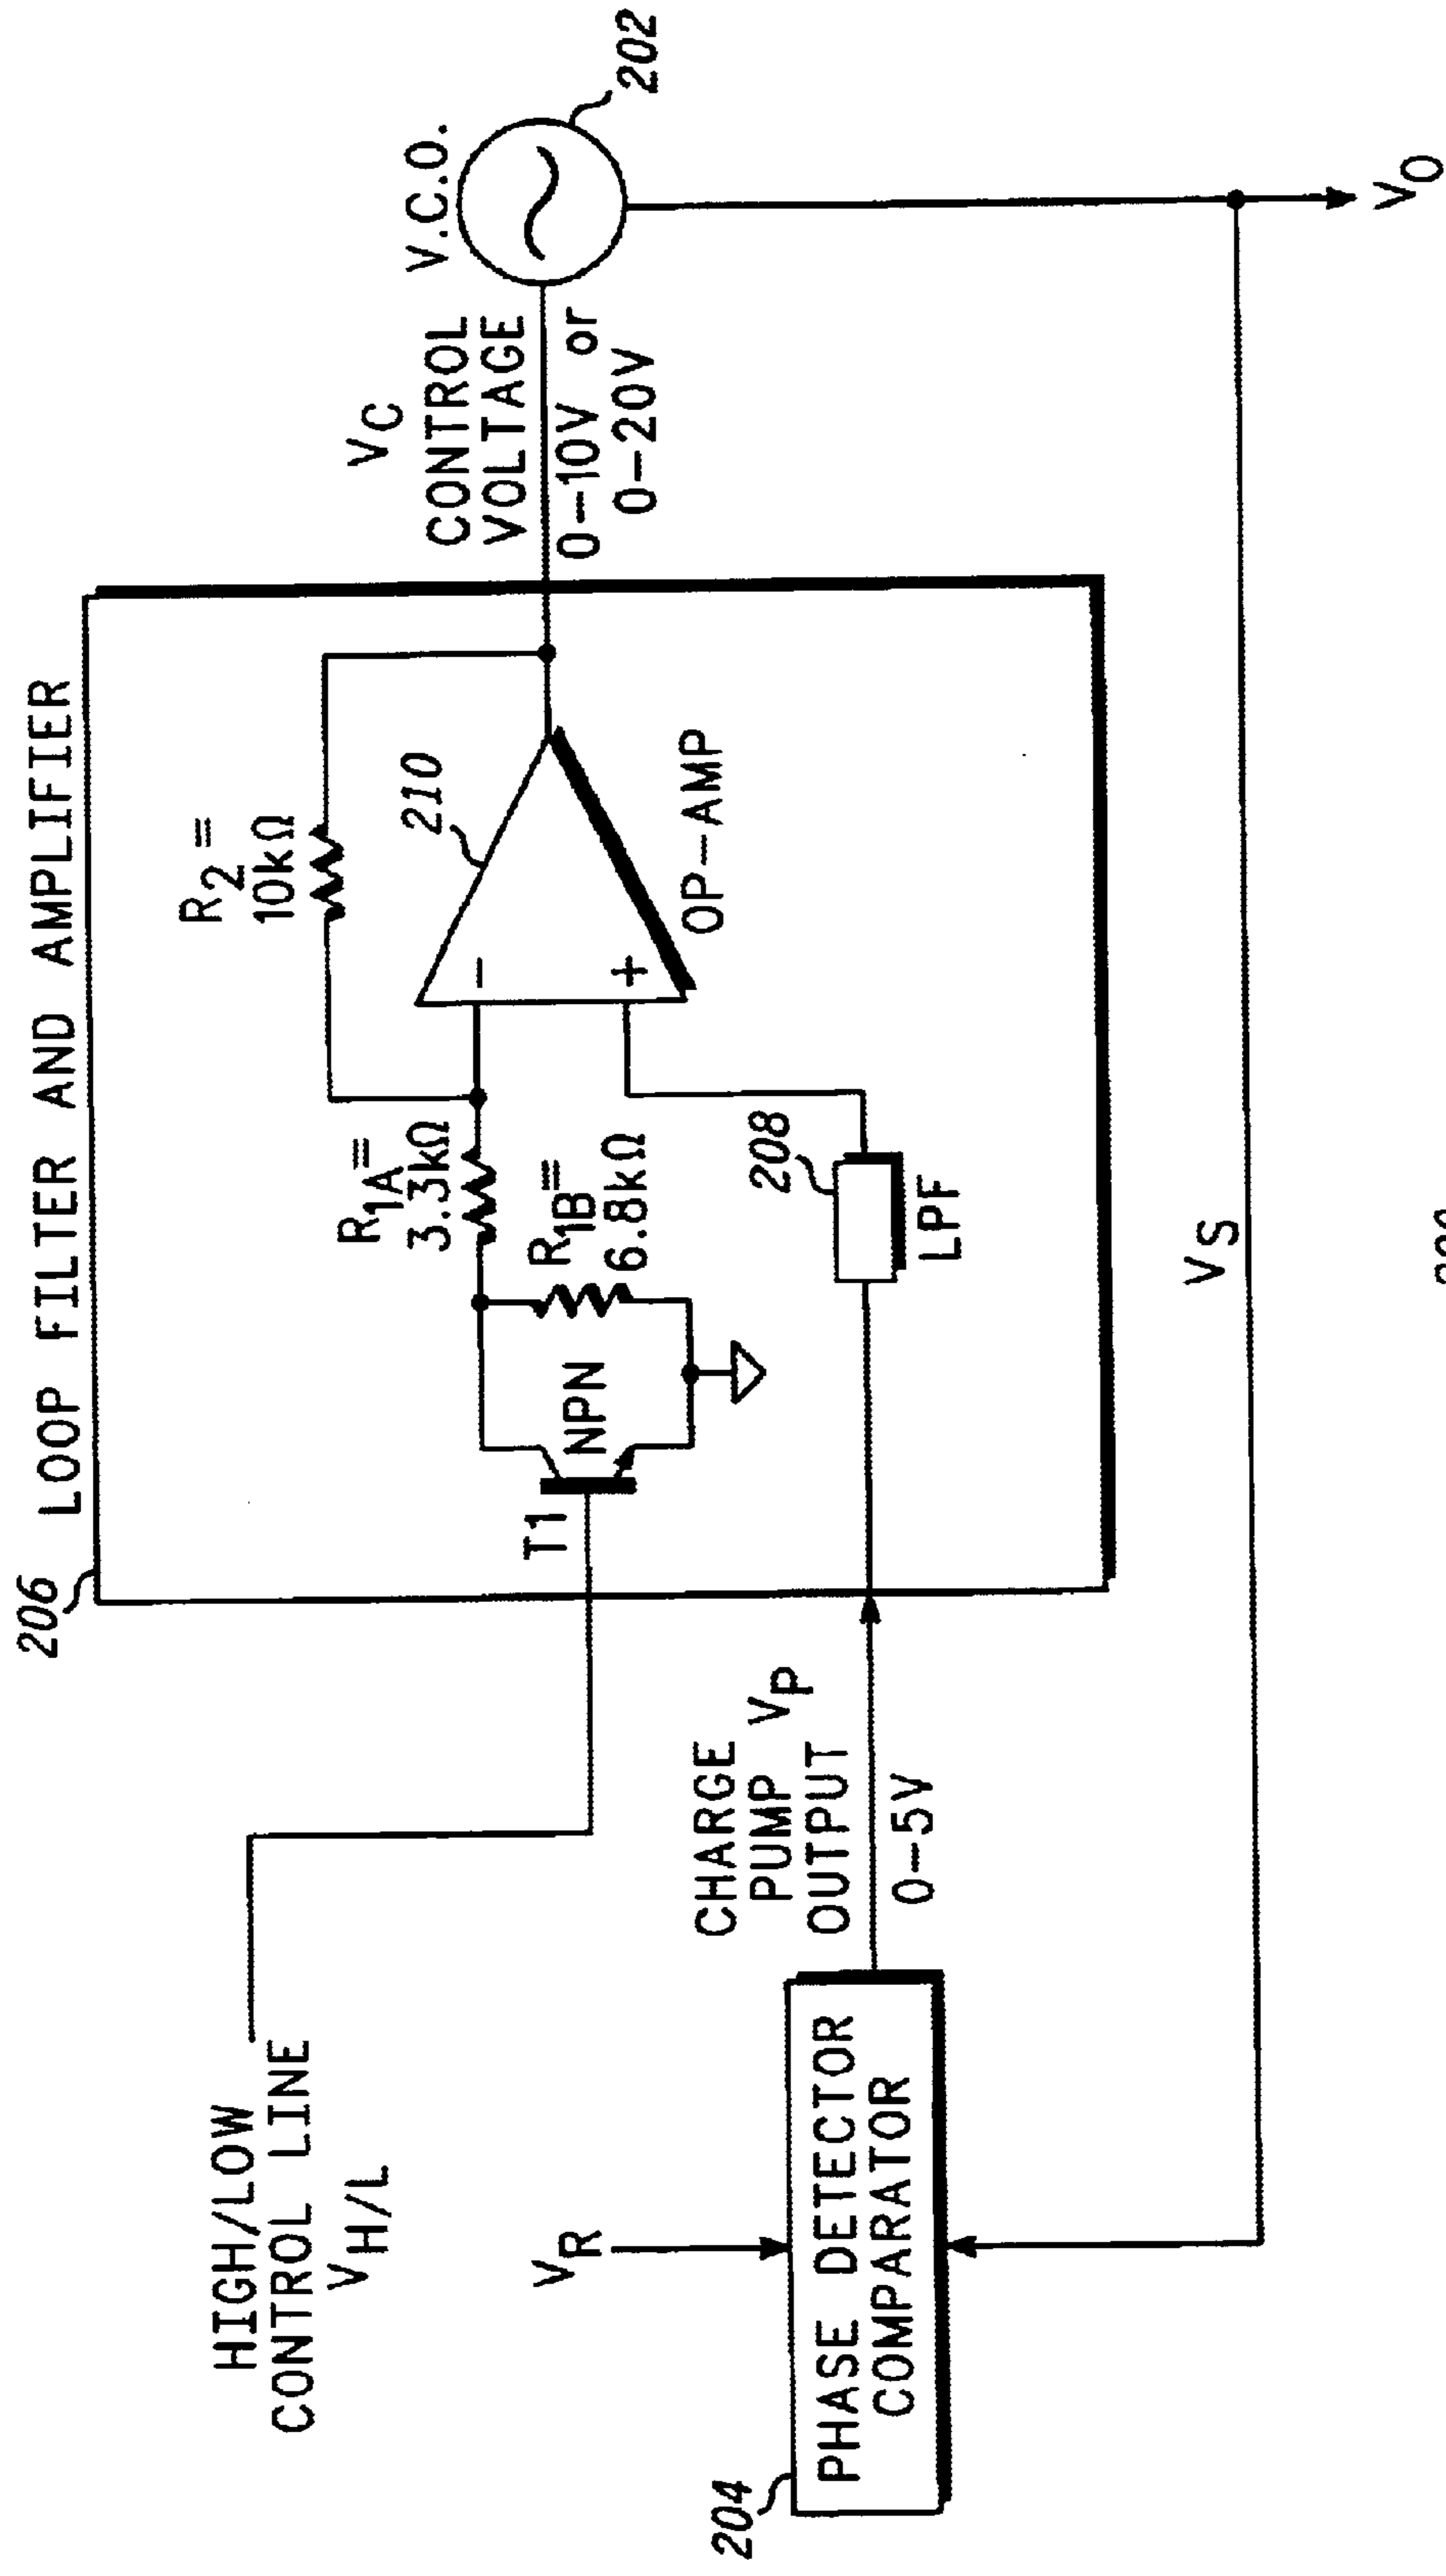 206 LOOP FILTER AND AMPLIFIER
HIGH/LOW
CONTROL LINE
VH/L
R2 =
10kΩ
R1A =
3.3kΩ
R1B =
6.8kΩ
T1
NPN
210
-
+
OP-AMP
208
LPF
VC
CONTROL
VOLTAGE
0-10V or
0-20V
V.C.O.
202
CHARGE
PUMP VP
OUTPUT
0-5V
VR
204
PHASE DETECTOR
COMPARATOR
VS
VO